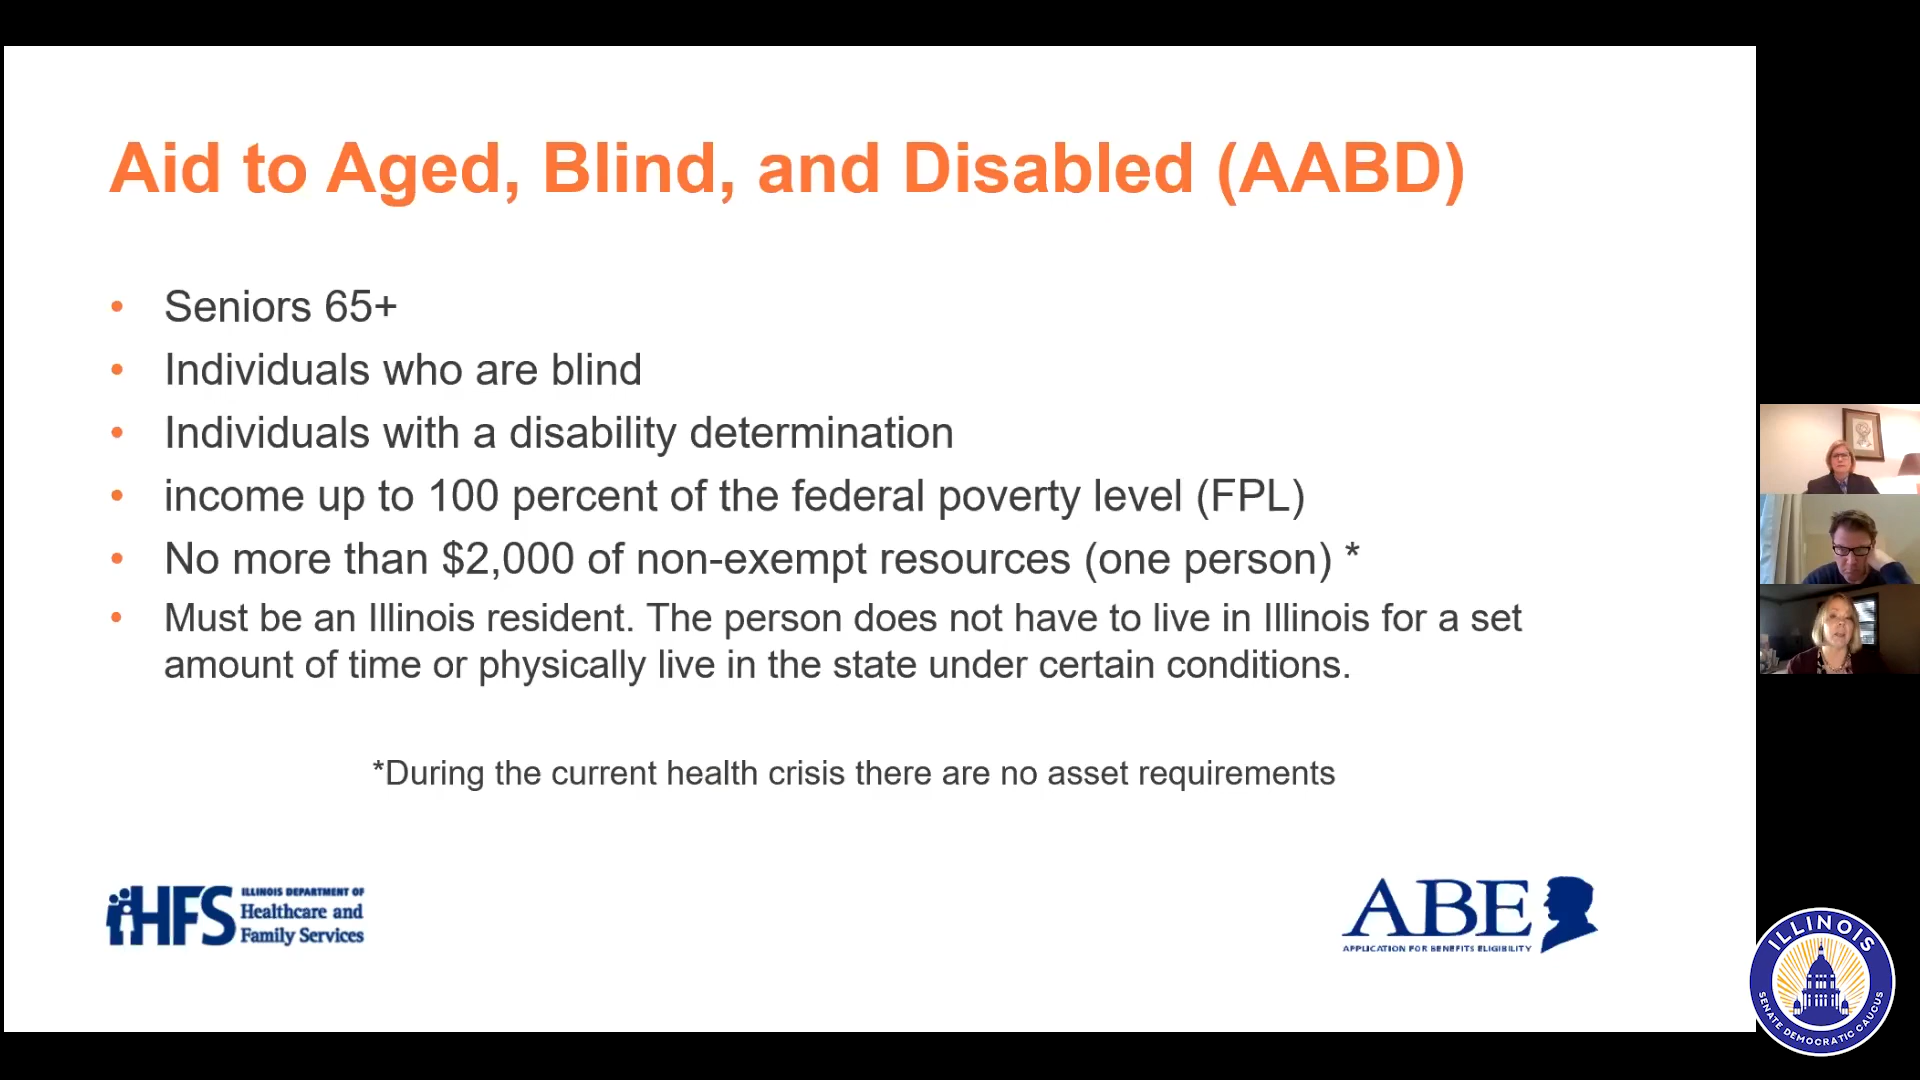 Aid to Aged, Blind, and Disabled (AABD)
• Seniors 65+
• Individuals who are blind
• Individuals with a disability determination
• income up to 100 percent of the federal poverty level (FPL)
• No more than $2,000 of non-exempt resources (one person) *
• Must be an Illinois resident. The person does not have to live in Illinois for a set
amount of time or physically live in the state under certain conditions.
*During the current health crisis there are no asset requirements
HFS
ILLINOIS DEPARTMENT OF
Healthcare and
Family Services
ABE
APPLICATION FOR BENEFITS ELIGIBILITY
ILLINOIS
SENATE DEMOCRATIC CAUCUS